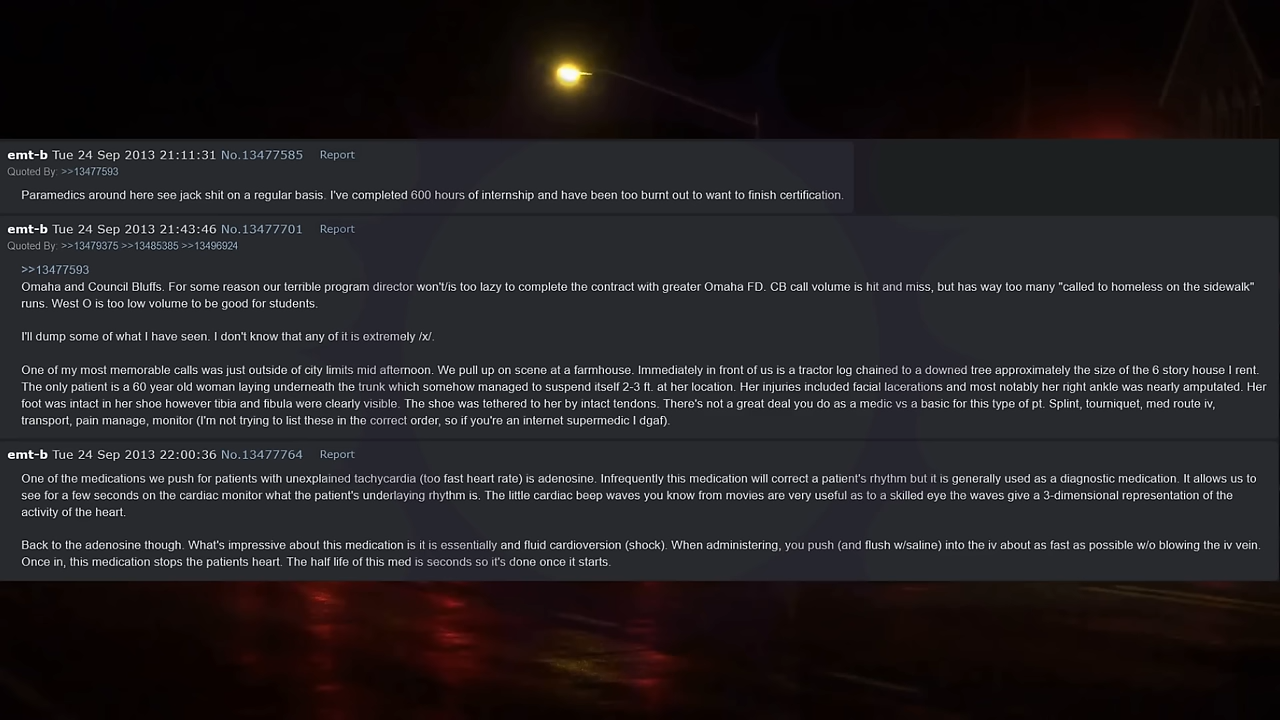 emt-b Tue 24 Sep 2013 21:11:31 No.13477585 Report
Quoted By: >>13477593
Paramedics around here see jack shit on a regular basis. I've completed 600 hours of internship and have been too burnt out to want to finish certification.
emt-b Tue 24 Sep 2013 21:43:46 No.13477701 Report
Quoted By: >>13479375 >>13485385 >>13496924
>>13477593
Omaha and Council Bluffs. For some reason our terrible program director won't/is too lazy to complete the contract with greater Omaha FD. CB call volume is hit and miss, but has way too many "called to homeless on the sidewalk"
runs. West O is too low volume to be good for students.
I'll dump some of what I have seen. I don't know that any of it is extremely /x/.
One of my most memorable calls was just outside of city limits mid afternoon. We pull up on scene at a farmhouse. Immediately in front of us is a tractor log chained to a downed tree approximately the size of the 6 story house I rent.
The only patient is a 60 year old woman laying underneath the trunk which somehow managed to suspend itself 2-3 ft. at her location. Her injuries included facial lacerations and most notably her right ankle was nearly amputated. Her
foot was intact in her shoe however tibia and fibula were clearly visible. The shoe was tethered to her by intact tendons. There's not a great deal you do as a medic vs a basic for this type of pt. Splint, tourniquet, med route iv,
transport, pain manage, monitor (I'm not trying to list these in the correct order, so if you're an internet supermedic I dgaf).
emt-b Tue 24 Sep 2013 22:00:36 No.13477764 Report
One of the medications we push for patients with unexplained tachycardia (too fast heart rate) is adenosine. Infrequently this medication will correct a patient's rhythm but it is generally used as a diagnostic medication. It allows us to
see for a few seconds on the cardiac monitor what the patient's underlaying rhythm is. The little cardiac beep waves you know from movies are very useful as to a skilled eye the waves give a 3-dimensional representation of the
activity of the heart.
Back to the adenosine though. What's impressive about this medication is it is essentially and fluid cardioversion (shock). When administering, you push (and flush w/saline) into the iv about as fast as possible w/o blowing the iv vein.
Once in, this medication stops the patients heart. The half life of this med is seconds so it's done once it starts.